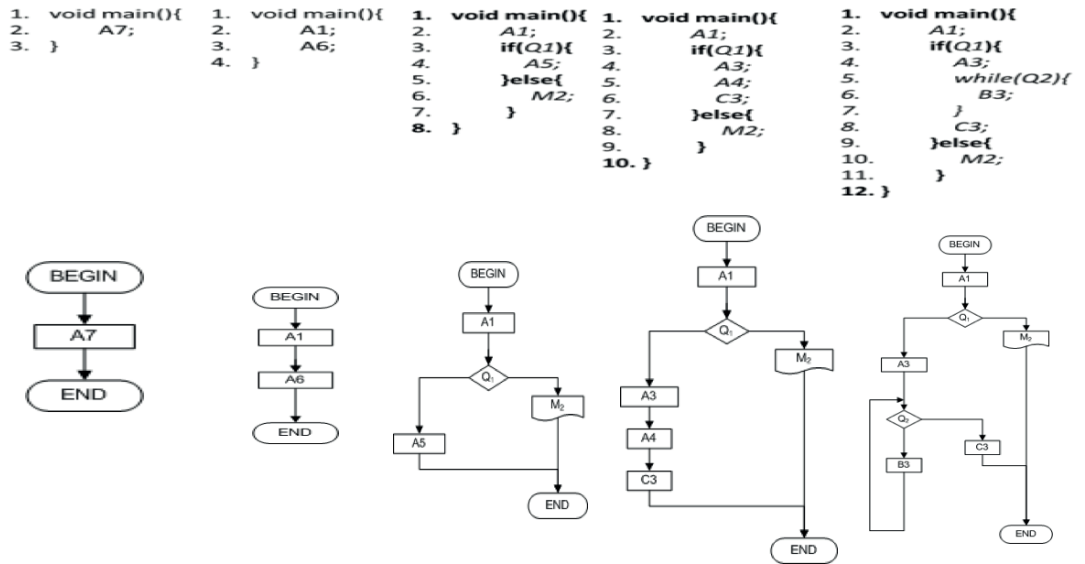 1. void main(){
2. A7;
3. }
1. void main(){
2. A1;
3. A6;
4. }
1. void main(){
2. A1;
3. if(Q1){
4. A5;
5. }else{
6. M2;
7. }
8. }
1. void main(){
2. A1;
3. if(Q1){
4. A3;
5. A4;
6. C3;
7. }else{
8. M2;
9. }
10. }
1. void main(){
2. A1;
3. if(Q1){
4. A3;
5. while(Q2){
6. B3;
7. }
8. C3;
9. }else{
10. M2;
11. }
12. }
BEGIN
A7
END
BEGIN
A1
A6
END
BEGIN
A1
Q₁
M₂
A5
END
BEGIN
A1
Q₁
M₂
A3
A4
C3
END
BEGIN
A1
Q₁
M₂
A3
Q₂
C3
B3
END